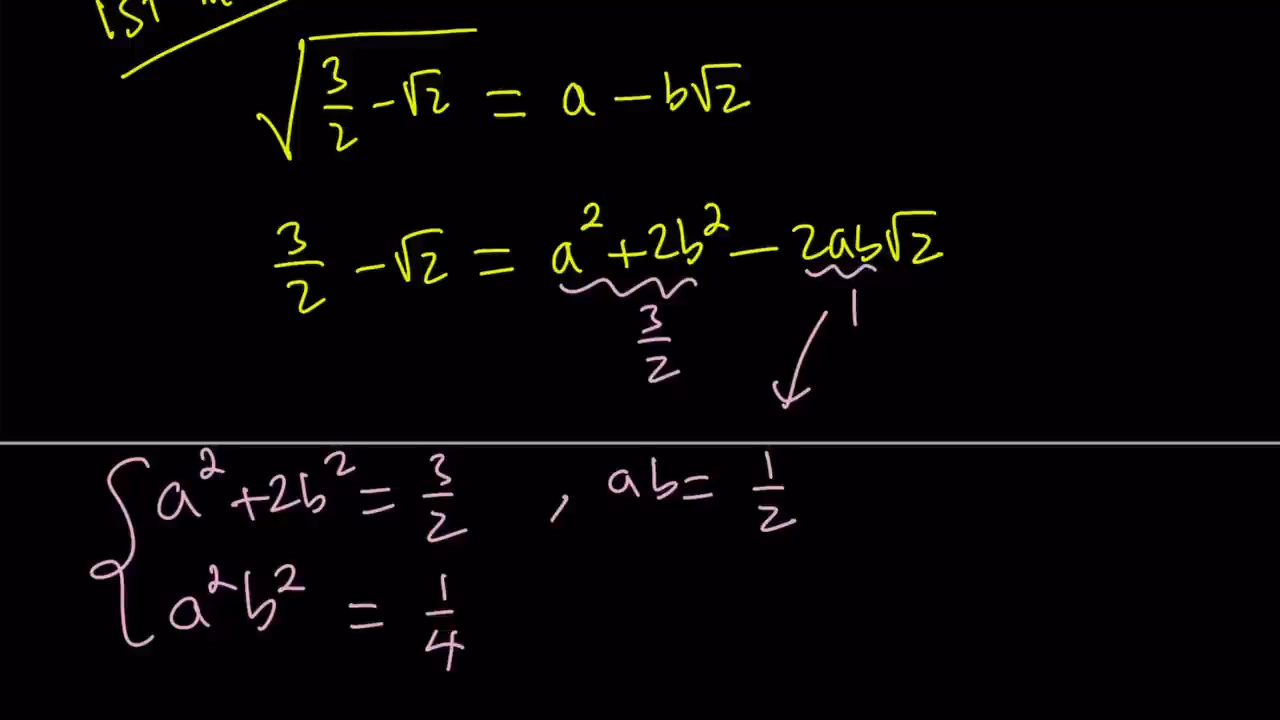 1st
√(3/2 - √2) = a - b√2
3/2 - √2 = a² + 2b² - 2ab√2
3/2 1
a² + 2b² = 3/2 , ab = 1/2
a²b² = 1/4